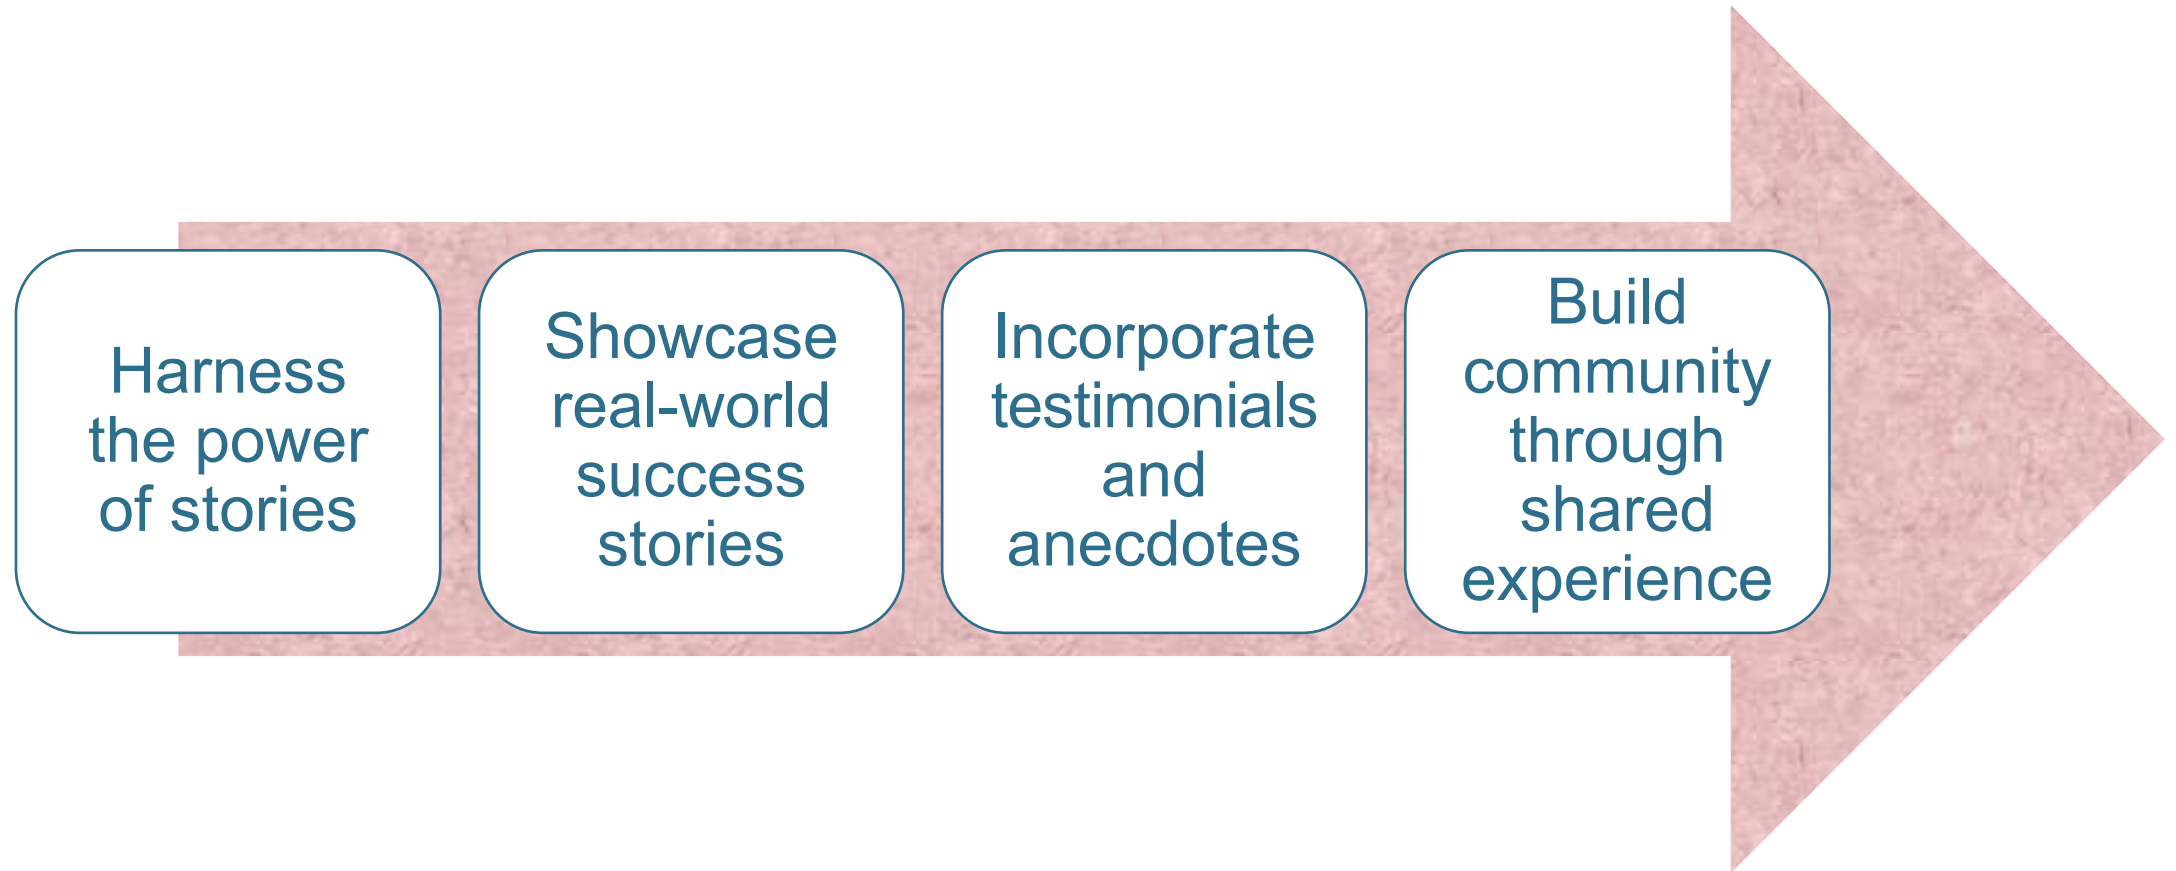 Harness
the power
of stories
Showcase
real-world
success
stories
Incorporate
testimonials
and
anecdotes
Build
community
through
shared
experience